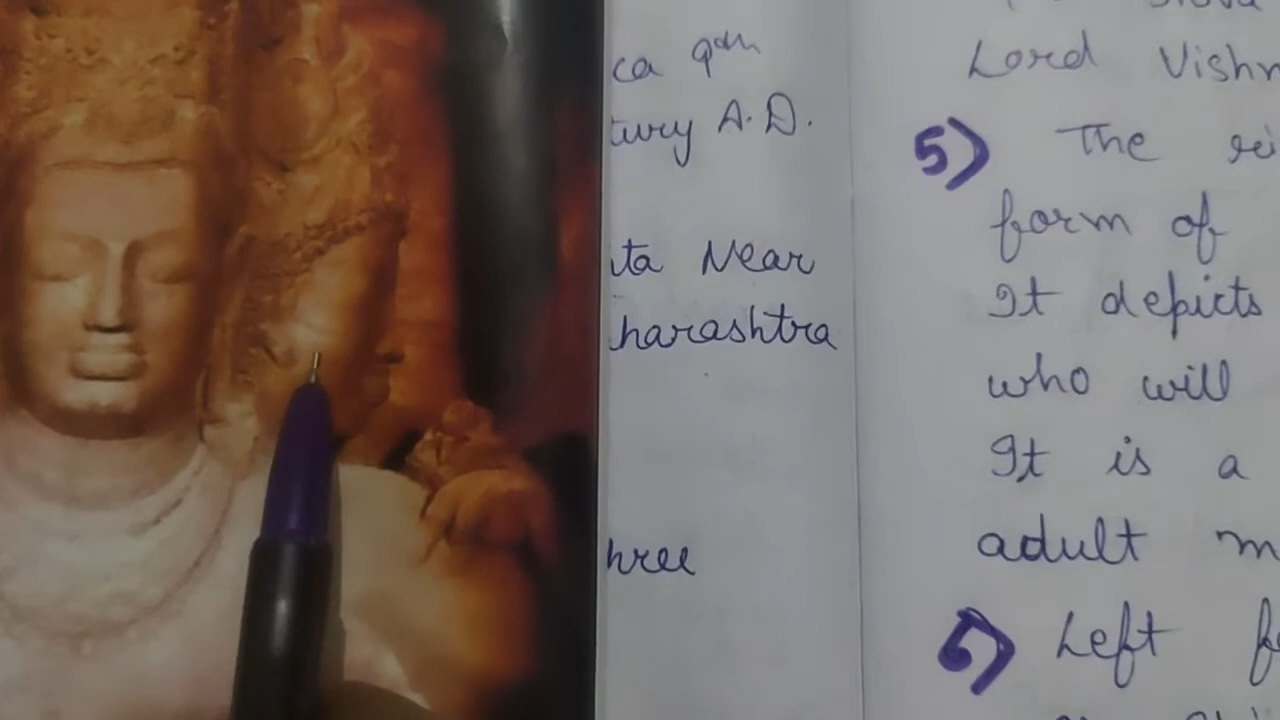 ca 9th
tury A.D.
ta Near
harashtra
hree
Lord Vishn
5) The ri
form of
It depicts
who will
It is a
adult m
6) Left f